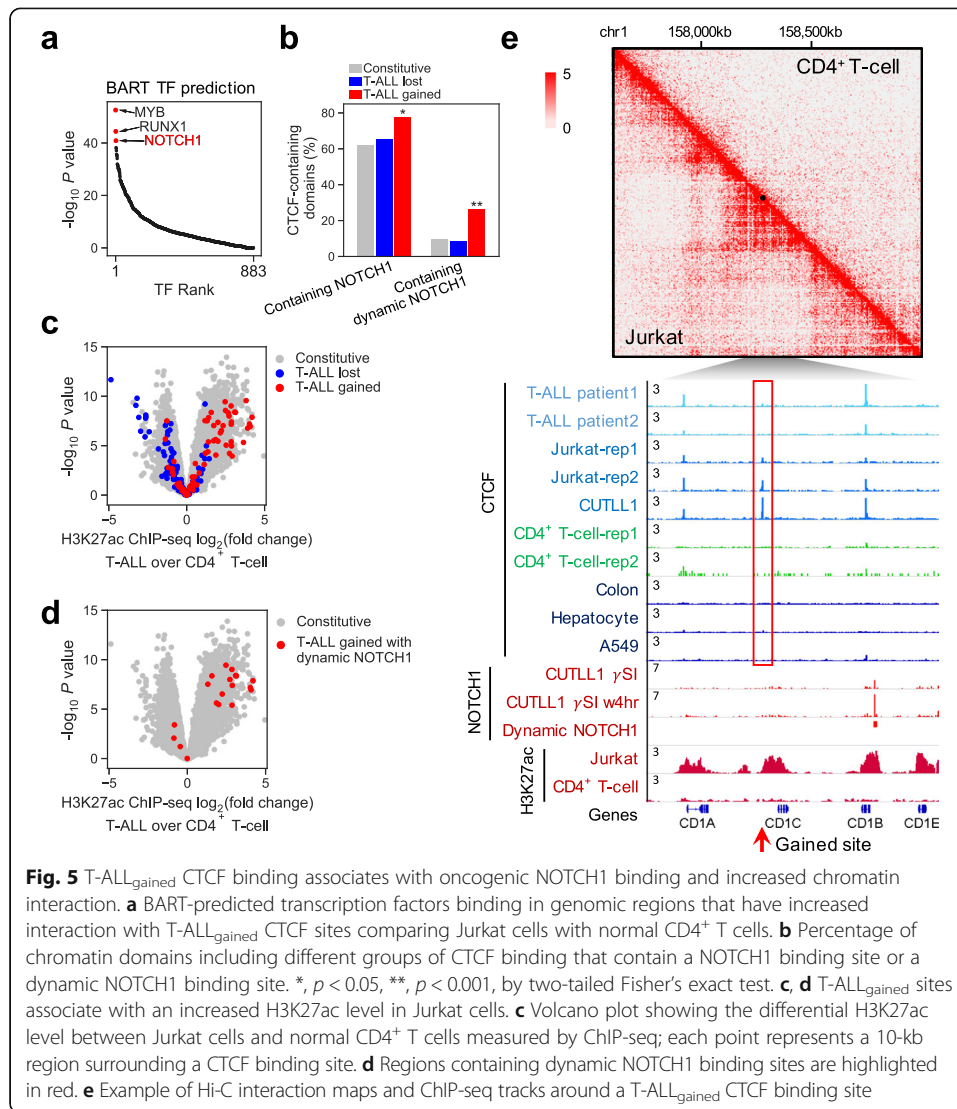 a
BART TF prediction
MYB
RUNX1
NOTCH1
40
20
0
-log10 P value
1
883
TF Rank
b
Constitutive
T-ALL lost
T-ALL gained
80
60
40
20
0
CTCF-containing
domains (%)
*
**
Containing NOTCH1
Containing
dynamic NOTCH1
c
15
10
5
0
-log10 P value
Constitutive
T-ALL lost
T-ALL gained
−5
0
5
H3K27ac ChIP-seq log2(fold change)
T-ALL over CD4+ T-cell
d
15
10
5
0
-log10 P value
Constitutive
T-ALL gained with
dynamic NOTCH1
−5
0
5
H3K27ac ChIP-seq log2(fold change)
T-ALL over CD4+ T-cell
e
chr1
158,000kb
158,500kb
5
0
CD4+ T-cell
Jurkat
CTCF
T-ALL patient1
3
T-ALL patient2
3
Jurkat-rep1
3
Jurkat-rep2
3
CUTLL1
3
CD4+ T-cell-rep1
3
CD4+ T-cell-rep2
3
Colon
3
Hepatocyte
3
A549
3
NOTCH1
CUTLL1 γSI
7
CUTLL1 γSI w4hr
7
Dynamic NOTCH1
H3K27ac
Jurkat
3
CD4+ T-cell
3
Genes
CD1A
CD1C
CD1B
CD1E
Gained site
Fig. 5 T-ALLgained CTCF binding associates with oncogenic NOTCH1 binding and increased chromatin
interaction. a BART-predicted transcription factors binding in genomic regions that have increased
interaction with T-ALLgained CTCF sites comparing Jurkat cells with normal CD4+ T cells. b Percentage of
chromatin domains including different groups of CTCF binding that contain a NOTCH1 binding site or a
dynamic NOTCH1 binding site. *, p < 0.05, **, p < 0.001, by two-tailed Fisher's exact test. c, d T-ALLgained sites
associate with an increased H3K27ac level in Jurkat cells. c Volcano plot showing the differential H3K27ac
level between Jurkat cells and normal CD4+ T cells measured by ChIP-seq; each point represents a 10-kb
region surrounding a CTCF binding site. d Regions containing dynamic NOTCH1 binding sites are highlighted
in red. e Example of Hi-C interaction maps and ChIP-seq tracks around a T-ALLgained CTCF binding site